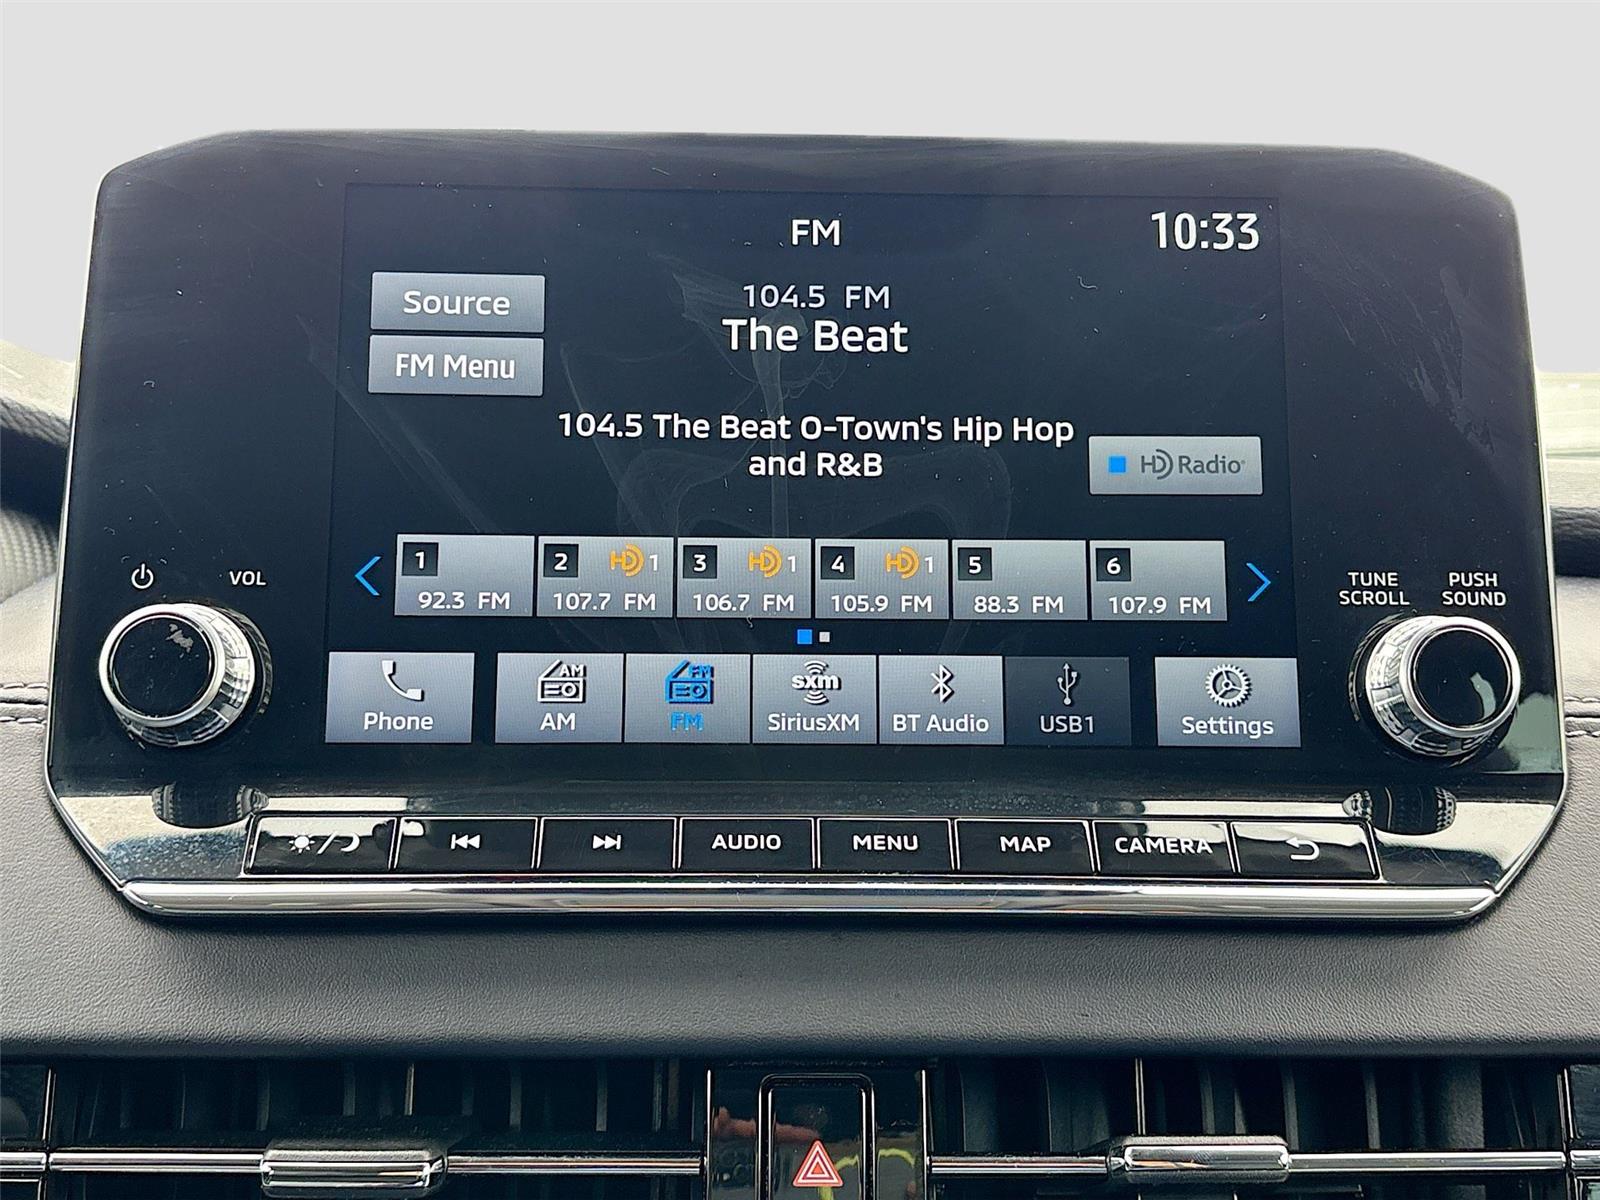 FM
10:33
Source
104.5 FM
The Beat
FM Menu
104.5 The Beat O-Town's Hip Hop
and R&B
HD Radio
1
92.3 FM
2 HD 1
107.7 FM
3 HD 1
106.7 FM
4 HD 1
105.9 FM
5
88.3 FM
6
107.9 FM
VOL
TUNE
SCROLL
PUSH
SOUND
Phone
AM
AM
FM
FM
sxm
SiriusXM
BT Audio
USB1
Settings
AUDIO
MENU
MAP
CAMERA